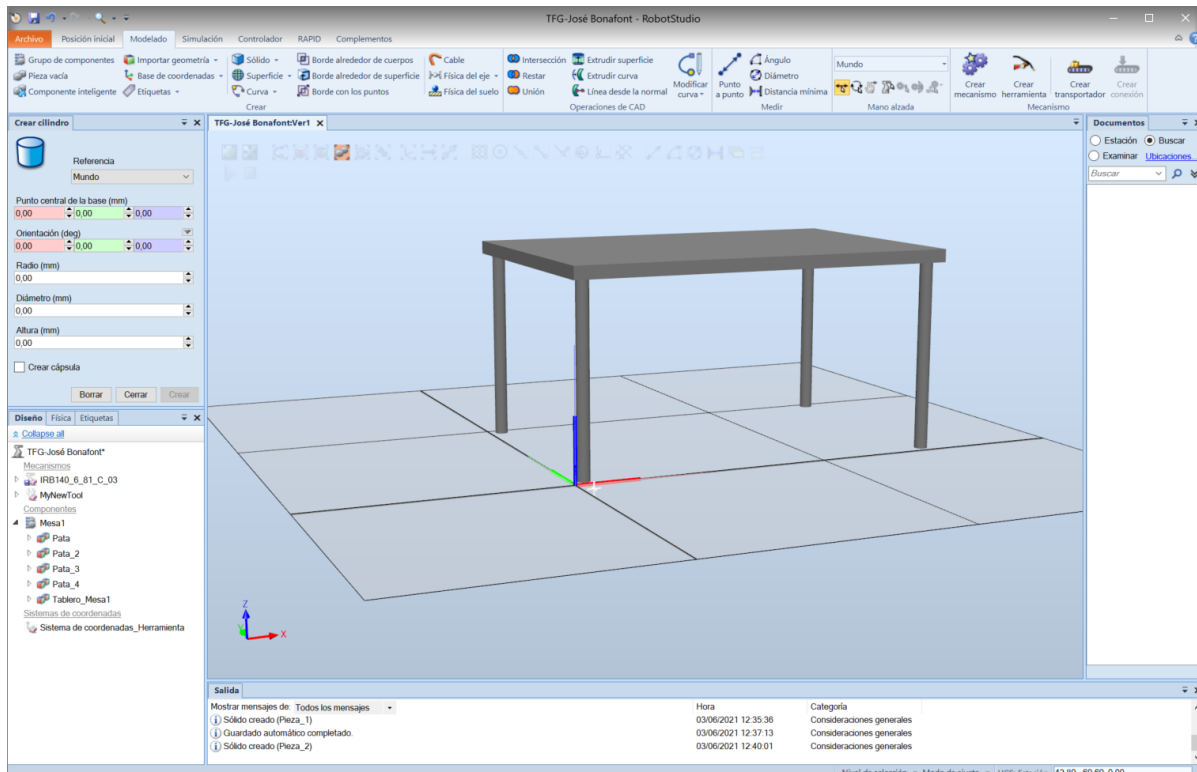 TFG-José Bonafont - RobotStudio
Archivo Posición inicial Modelado Simulación Controlador RAPID Complementos
Grupo de componentes Importar geometría Sólido Borde alrededor de cuerpos Cable Intersección Extrudir superficie Ángulo Mundo
Pieza vacía Base de coordenadas Superficie Borde alrededor de superficie Física del eje Restar Extrudir curva Modificar curva Punto a punto Diámetro Crear mecanismo Crear herramienta Crear transportador Crear conexión
Componente inteligente Etiquetas Curva Borde con los puntos Física del suelo Unión Línea desde la normal Distancia mínima
Crear Operaciones de CAD Medir Mano alzada Mecanismo
Crear cilindro TFG-José Bonafont:Ver1 Documentos
Estación Buscar
Examinar Ubicaciones...
Buscar
Referencia
Mundo
Punto central de la base (mm)
0,00 0,00 0,00
Orientación (deg)
0,00 0,00 0,00
Radio (mm)
0,00
Diámetro (mm)
0,00
Altura (mm)
0,00
Crear cápsula
Borrar Cerrar Crear
Diseño Física Etiquetas
Collapse all
TFG-José Bonafont*
Mecanismos
IRB140_6_81_C_03
MyNewTool
Componentes
Mesa1
Pata
Pata_2
Pata_3
Pata_4
Tablero_Mesa1
Sistemas de coordenadas
Sistema de coordenadas_Herramienta
Z
Y
X
Salida
Mostrar mensajes de: Todos los mensajes Hora Categoría
Sólido creado (Pieza_1) 03/06/2021 12:35:36 Consideraciones generales
Guardado automático completado. 03/06/2021 12:37:13 Consideraciones generales
Sólido creado (Pieza_2) 03/06/2021 12:40:01 Consideraciones generales